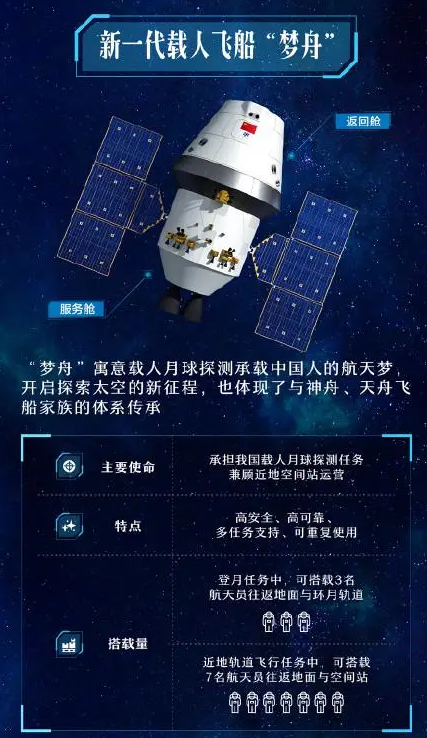 新一代载人飞船“梦舟”
返回舱
服务舱
“梦舟”寓意载人月球探测承载中国人的航天梦，
开启探索太空的新征程，也体现了与神舟、天舟飞
船家族的体系传承
主要使命
承担我国载人月球探测任务
兼顾近地空间站运营
特点
高安全、高可靠、
多任务支持、可重复使用
搭载量
登月任务中，可搭载3名
航天员往返地面与环月轨道
近地轨道飞行任务中，可搭载
7名航天员往返地面与空间站